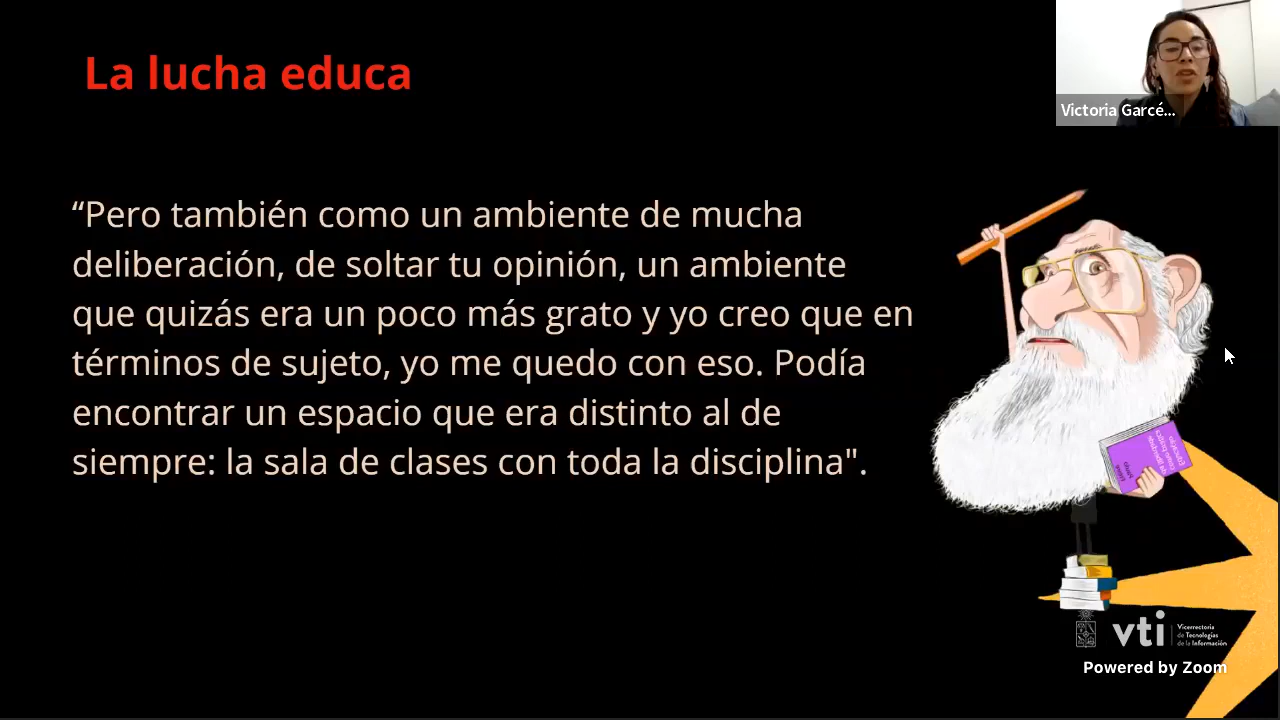 La lucha educa
Victoria Garcé...
“Pero también como un ambiente de mucha
deliberación, de soltar tu opinión, un ambiente
que quizás era un poco más grato y yo creo que en
términos de sujeto, yo me quedo con eso. Podía
encontrar un espacio que era distinto al de
siempre: la sala de clases con toda la disciplina".
vti
Vicerrectoría
de Tecnologías
de la Información
Powered by Zoom